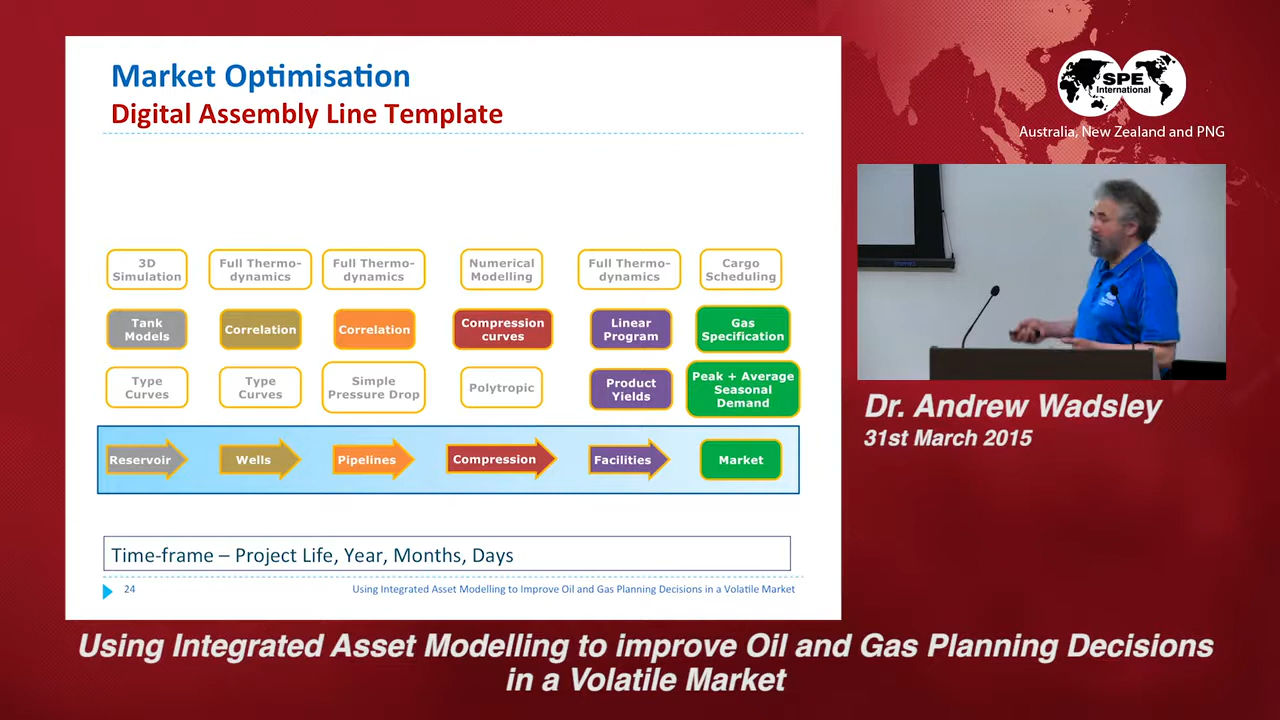 Market Optimisation
Digital Assembly Line Template
3D
Simulation
Full Thermo-
dynamics
Full Thermo-
dynamics
Numerical
Modelling
Full Thermo-
dynamics
Cargo
Scheduling
Tank
Models
Correlation
Correlation
Compression
curves
Linear
Program
Gas
Specification
Type
Curves
Type
Curves
Simple
Pressure Drop
Polytropic
Product
Yields
Peak + Average
Seasonal
Demand
Reservoir
Wells
Pipelines
Compression
Facilities
Market
Time-frame – Project Life, Year, Months, Days
24
Using Integrated Asset Modelling to Improve Oil and Gas Planning Decisions in a Volatile Market
SPE
International
Australia, New Zealand and PNG
Dr. Andrew Wadsley
31st March 2015
Using Integrated Asset Modelling to improve Oil and Gas Planning Decisions
in a Volatile Market